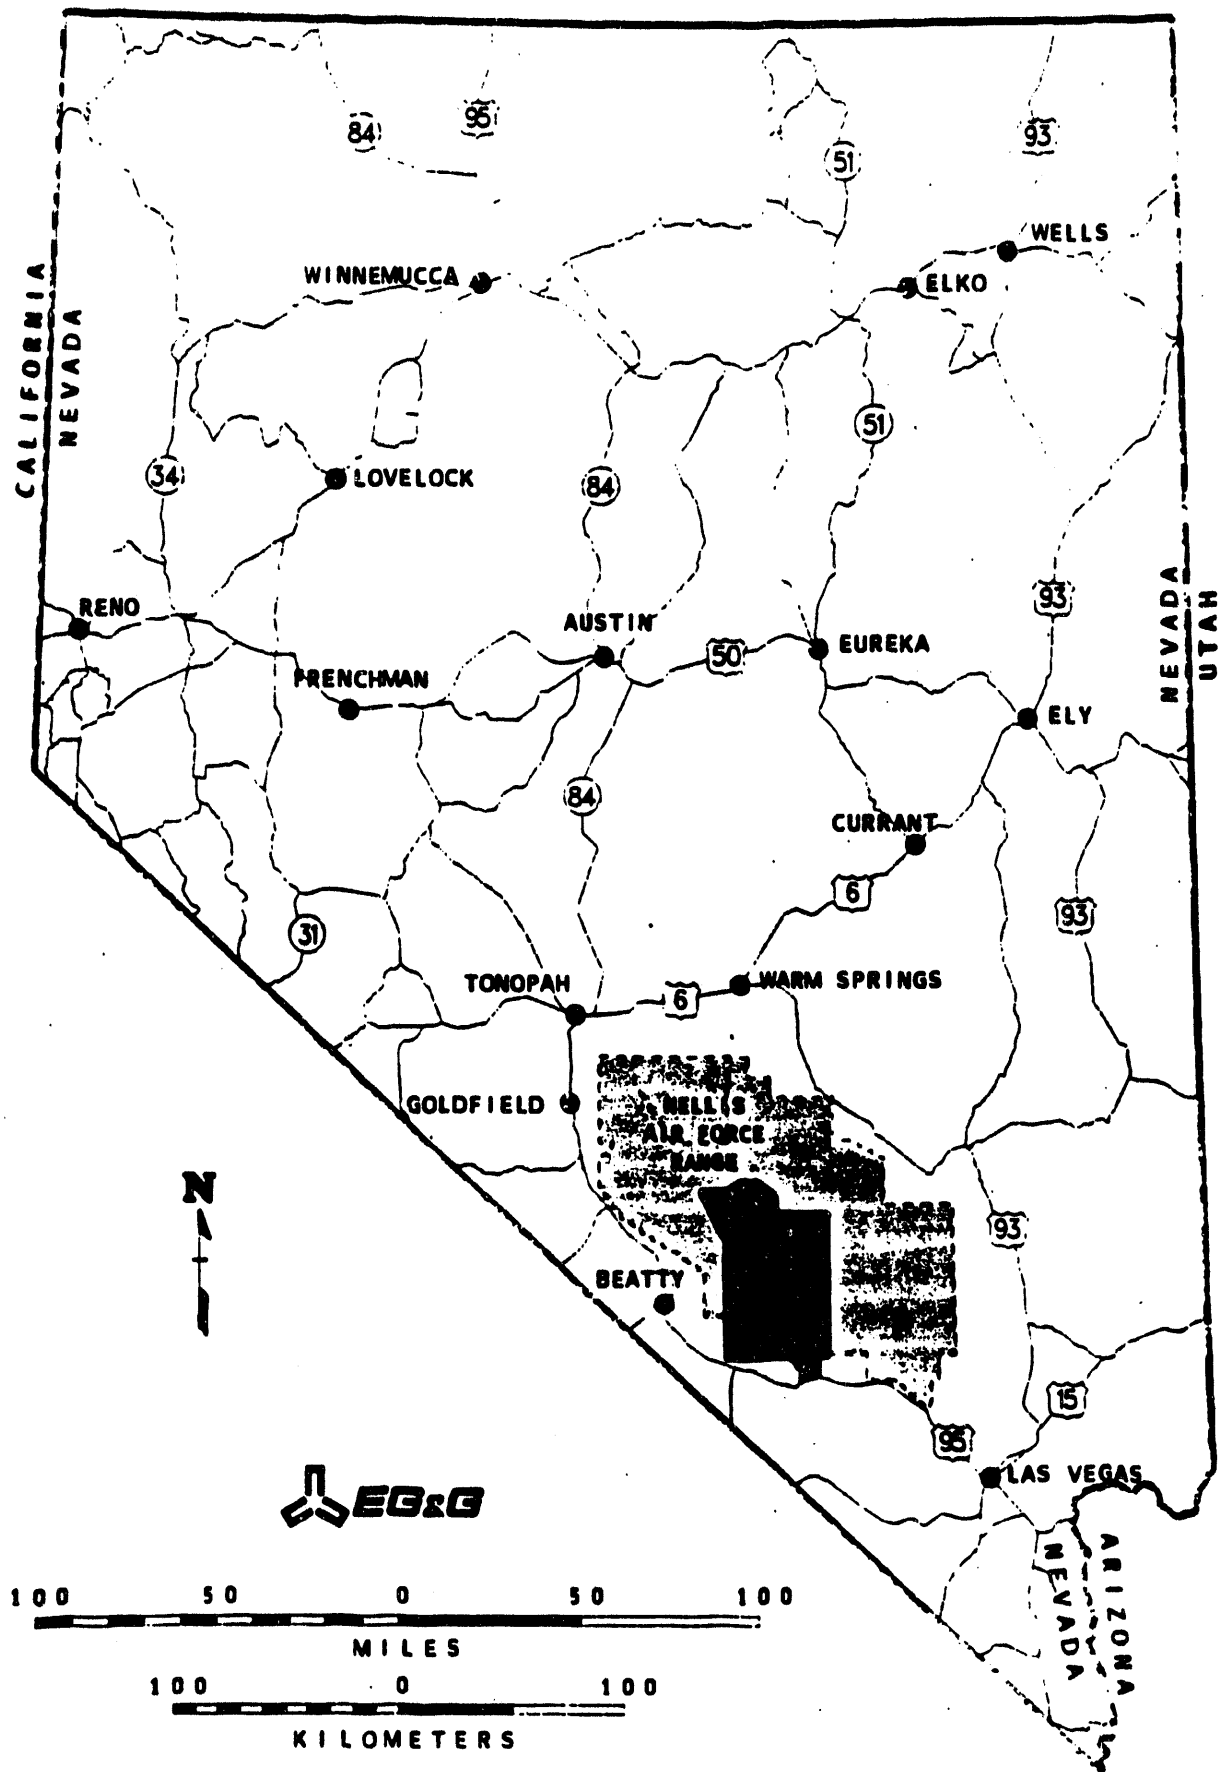 84
95
51
93
WELLS
WINNEMUCCA
ELKO
CALIFORNIA
NEVADA
51
34
LOVELOCK
84
93
NEVADA
UTAH
RENO
AUSTIN
50
EUREKA
FRENCHMAN
ELY
84
CURRANT
6
93
31
TONOPAH
6
WARM SPRINGS
GOLDFIELD
NELLIS
AIR FORCE
RANGE
N
93
BEATTY
15
95
LAS VEGAS
EG&G
ARIZONA
NEVADA
100 50 0 50 100
MILES
100 0 100
KILOMETERS